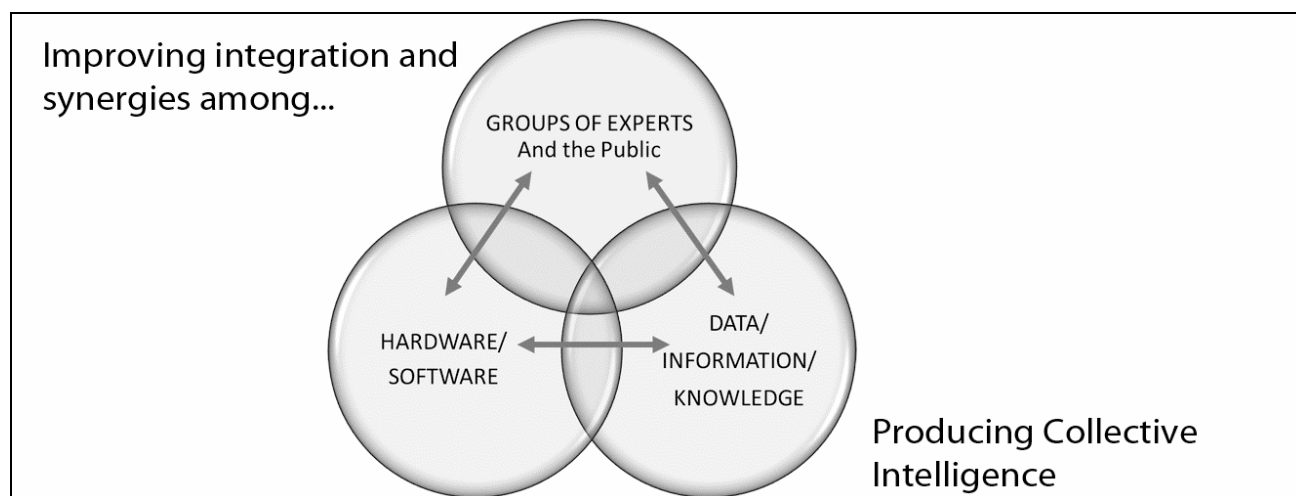 Improving integration and
synergies among...
GROUPS OF EXPERTS
And the Public
HARDWARE/
SOFTWARE
DATA/
INFORMATION/
KNOWLEDGE
Producing Collective
Intelligence